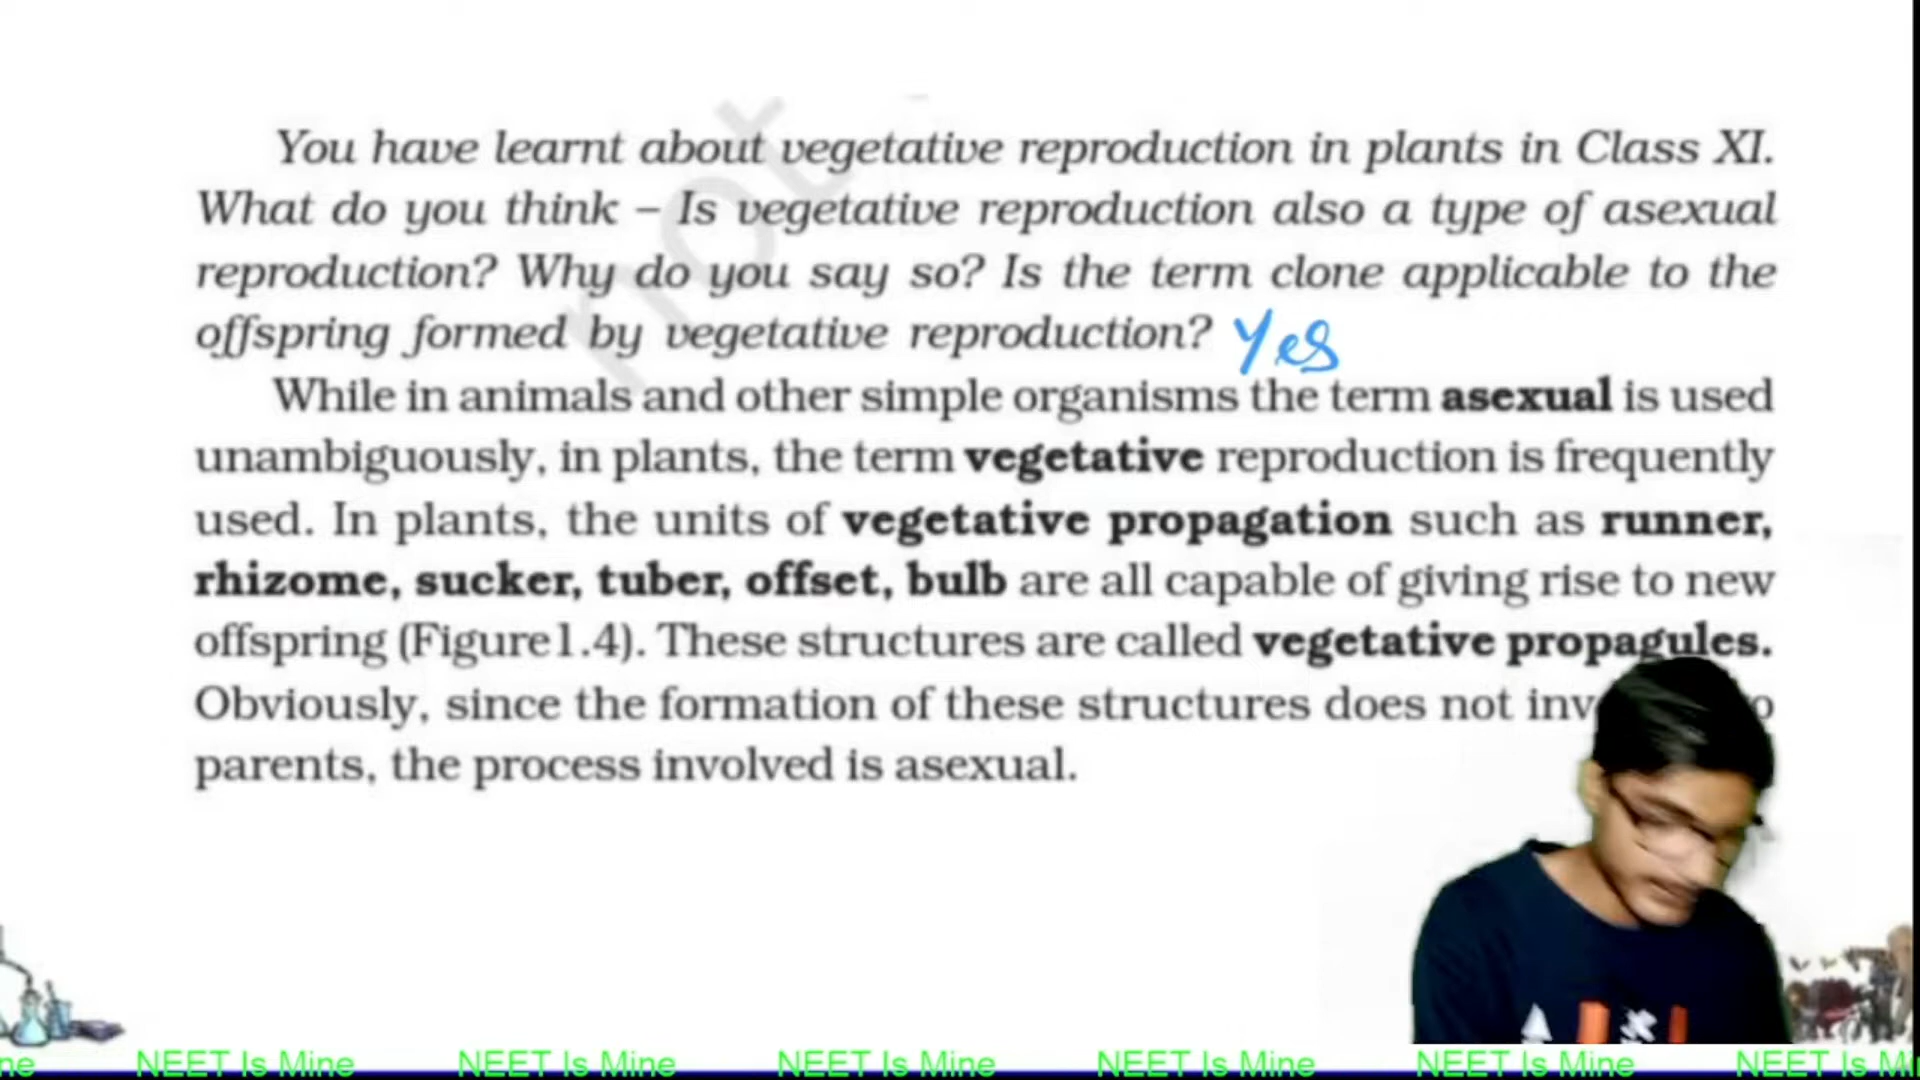 You have learnt about vegetative reproduction in plants in Class XI.
What do you think – Is vegetative reproduction also a type of asexual
reproduction? Why do you say so? Is the term clone applicable to the
offspring formed by vegetative reproduction? Yes
While in animals and other simple organisms the term asexual is used
unambiguously, in plants, the term vegetative reproduction is frequently
used. In plants, the units of vegetative propagation such as runner,
rhizome, sucker, tuber, offset, bulb are all capable of giving rise to new
offspring (Figure1.4). These structures are called vegetative propagules.
Obviously, since the formation of these structures does not
parents, the process involved is asexual.
not
NEET Is Mine NEET Is Mine NEET Is Mine NEET Is Mine NEET Is Mine